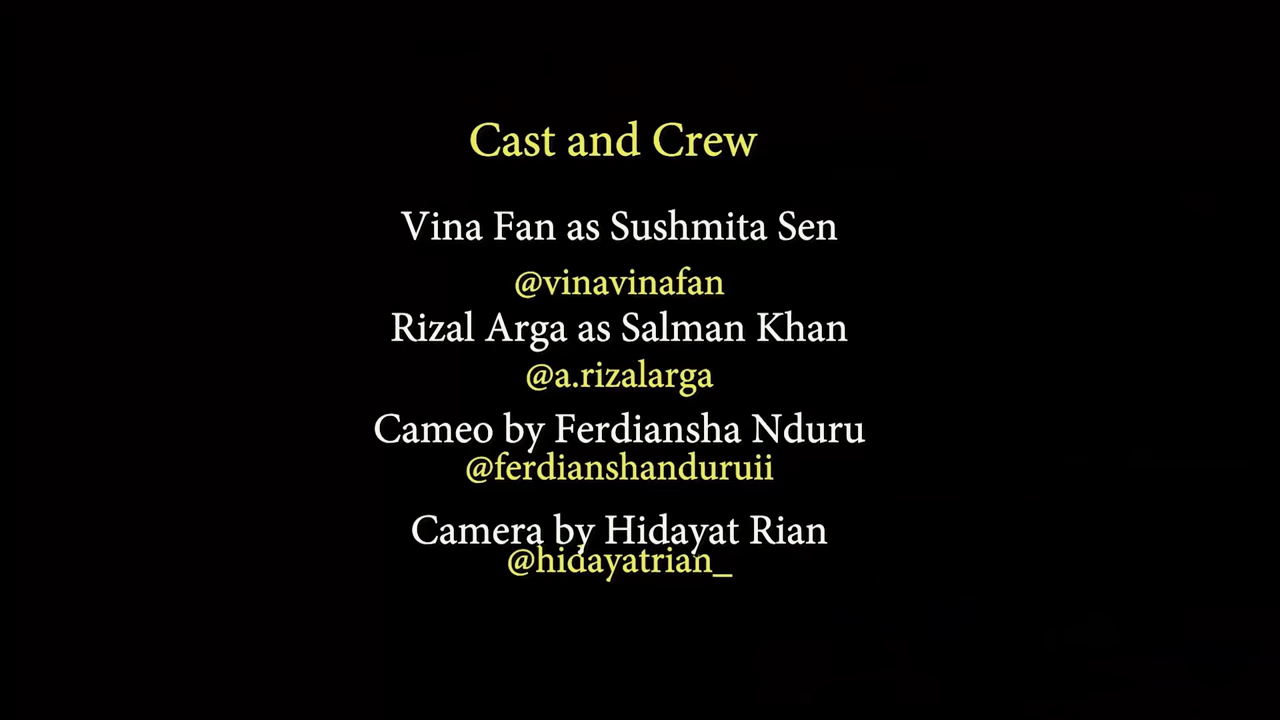 Cast and Crew
Vina Fan as Sushmita Sen
@vinavinafan
Rizal Arga as Salman Khan
@a.rizalarga
Cameo by Ferdiansha Nduru
@ferdianshanduruii
Camera by Hidayat Rian
@hidayatrian_